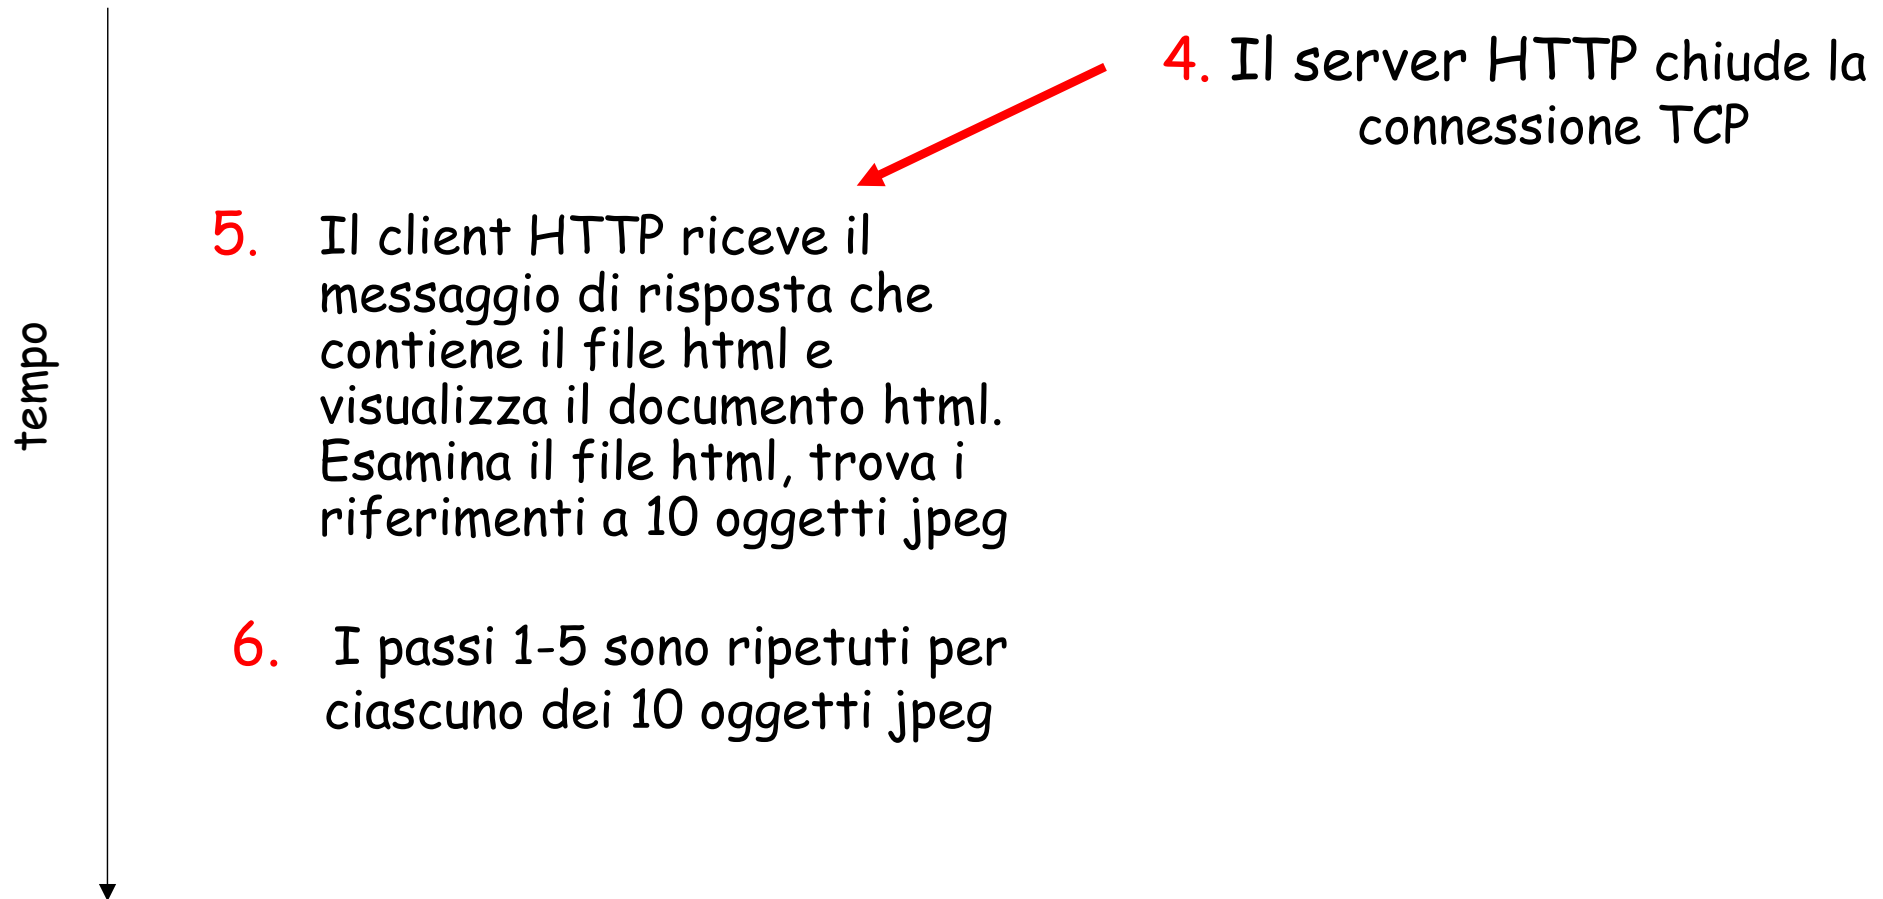 4. Il server HTTP chiude la
connessione TCP
5. Il client HTTP riceve il
messaggio di risposta che
contiene il file html e
visualizza il documento html.
Esamina il file html, trova i
riferimenti a 10 oggetti jpeg
tempo
6. I passi 1-5 sono ripetuti per
ciascuno dei 10 oggetti jpeg